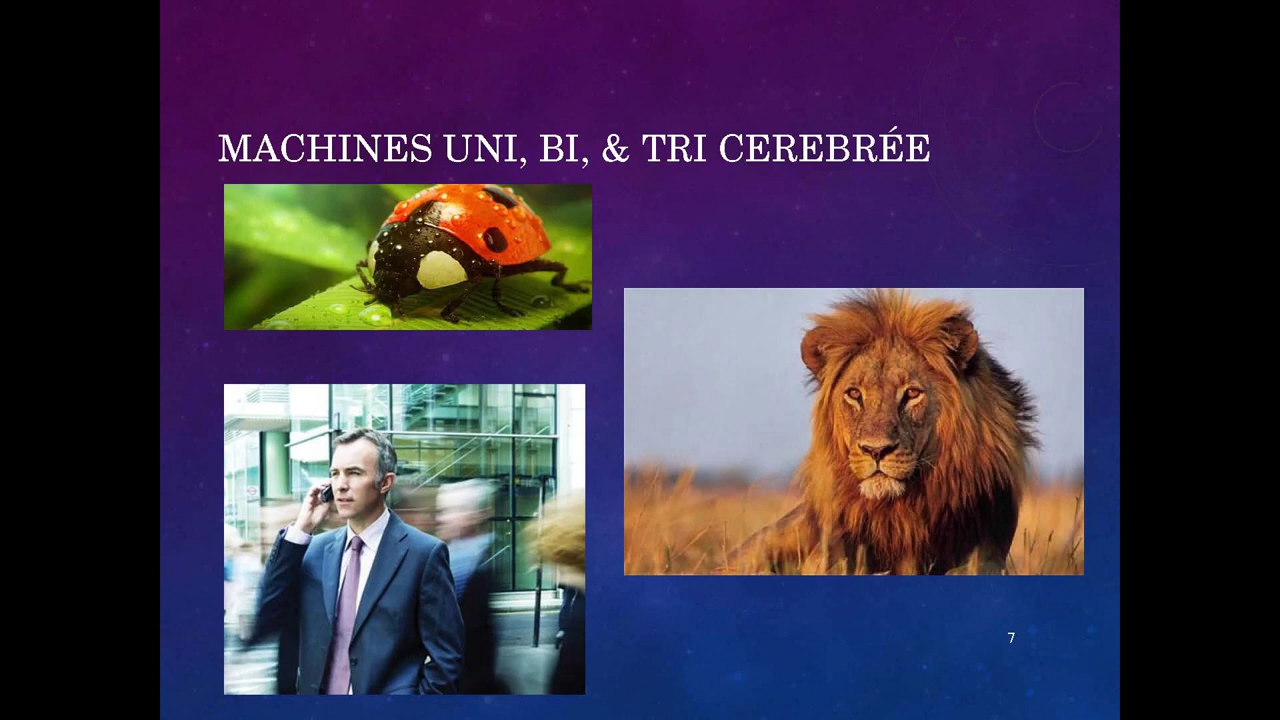 MACHINES UNI, BI, & TRI CEREBRÉE
7